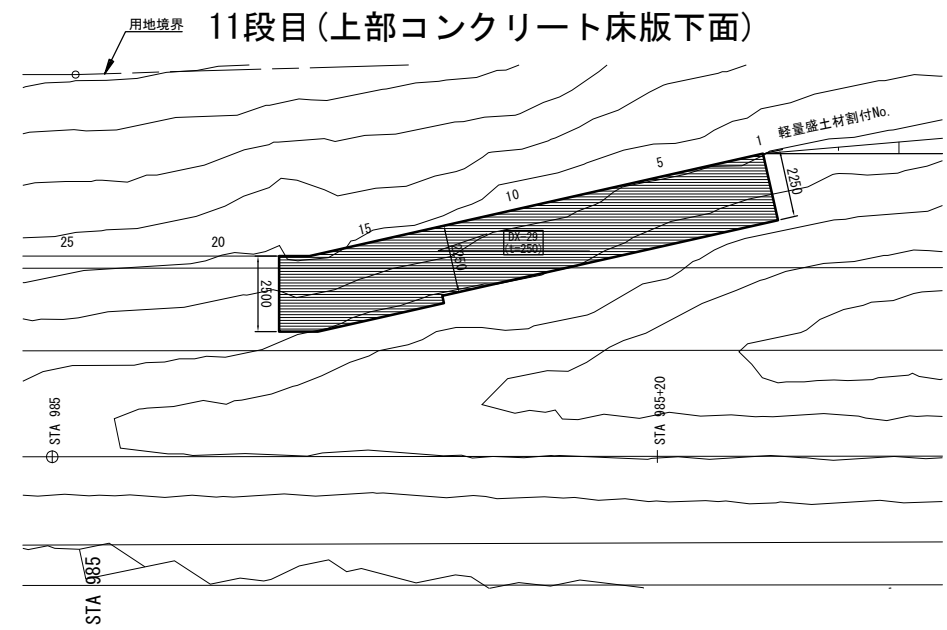 用地境界
11段目(上部コンクリート床版下面)
軽量盛土材割付No.
1
5
2250
10
15
DX-29
(t=250)
20
25
2250
2500
STA 985
STA 985+20
STA 985